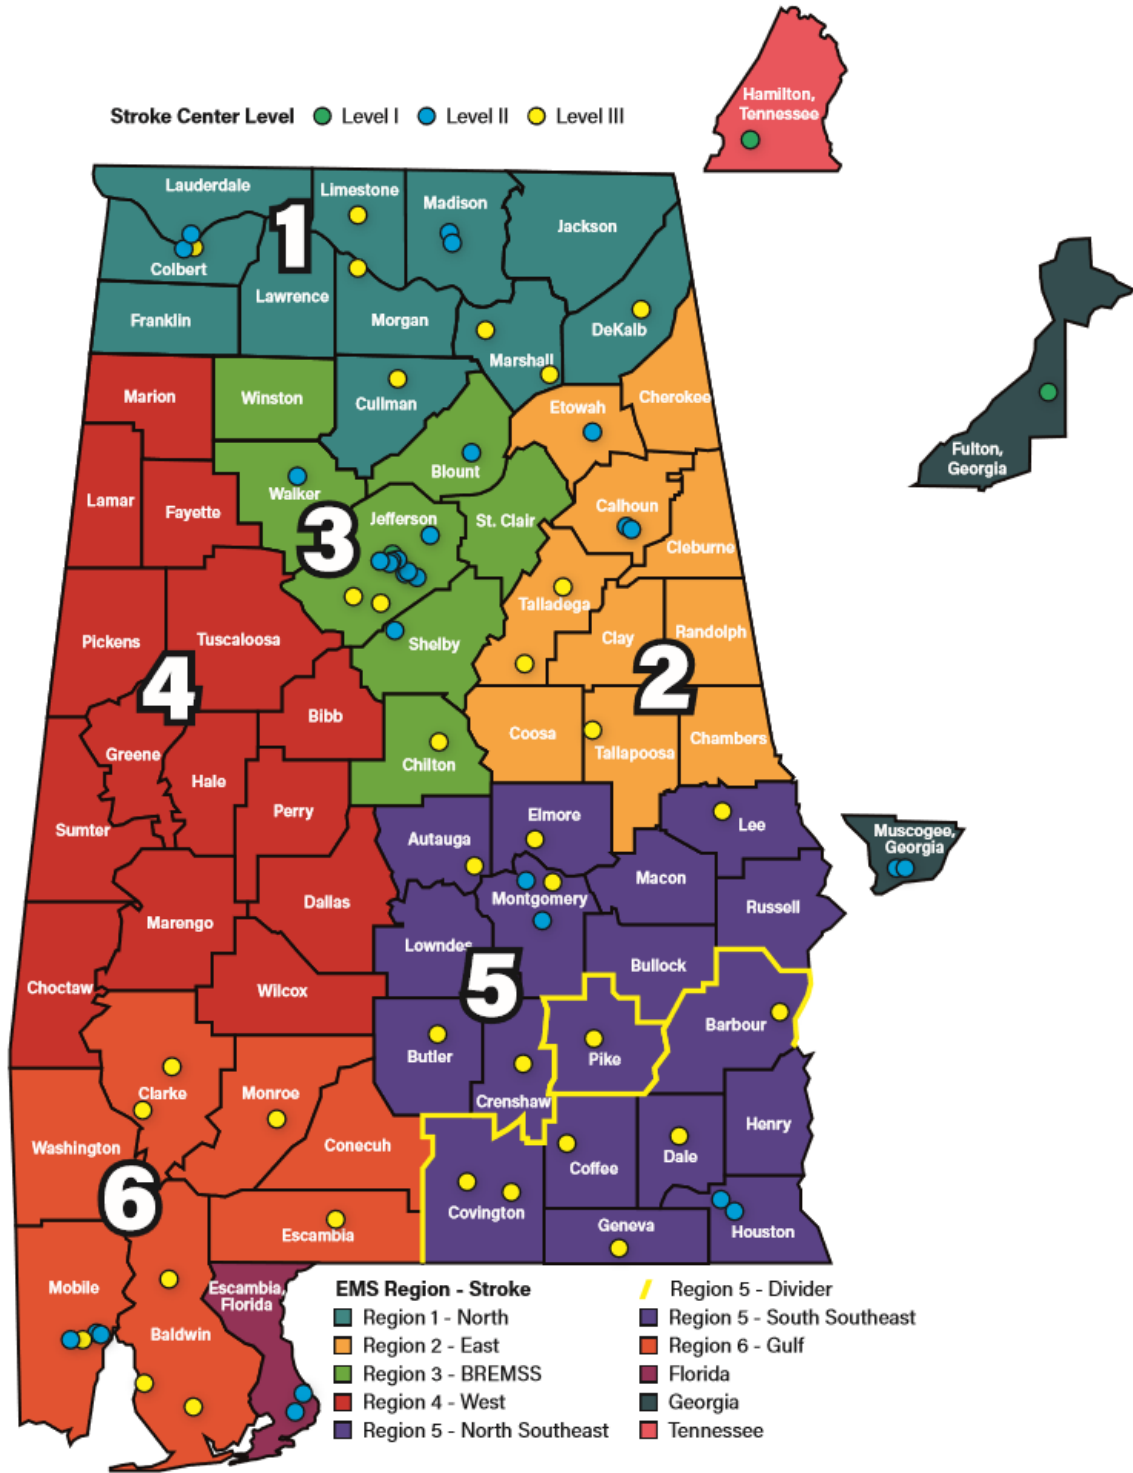 Hamilton,
Tennessee
Stroke Center Level Level I Level II Level III
Lauderdale
Limestone
Madison
Jackson
1
Colbert
Lawrence
Franklin
Morgan
DeKalb
Marshall
Marion
Winston
Cullman
Etowah
Cherokee
Fulton,
Georgia
Blount
Walker
Lamar
Fayette
3
Jefferson
St. Clair
Calhoun
Cleburne
Talladega
Pickens
Tuscaloosa
Shelby
Clay
Randolph
2
4
Bibb
Coosa
Tallapoosa
Chambers
Greene
Hale
Chilton
Perry
Sumter
Autauga
Elmore
Lee
Muscogee,
Georgia
Macon
Dallas
Montgomery
Russell
Marengo
Lowndes
5
Bullock
Choctaw
Wilcox
Barbour
Butler
Pike
Clarke
Monroe
Crenshaw
Henry
Washington
Conecuh
Coffee
Dale
6
Covington
Escambia
Geneva
Houston
Mobile
Escambia,
Florida
Baldwin
EMS Region - Stroke
Region 1 - North
Region 2 - East
Region 3 - BREMSS
Region 4 - West
Region 5 - North Southeast
Region 5 - Divider
Region 5 - South Southeast
Region 6 - Gulf
Florida
Georgia
Tennessee